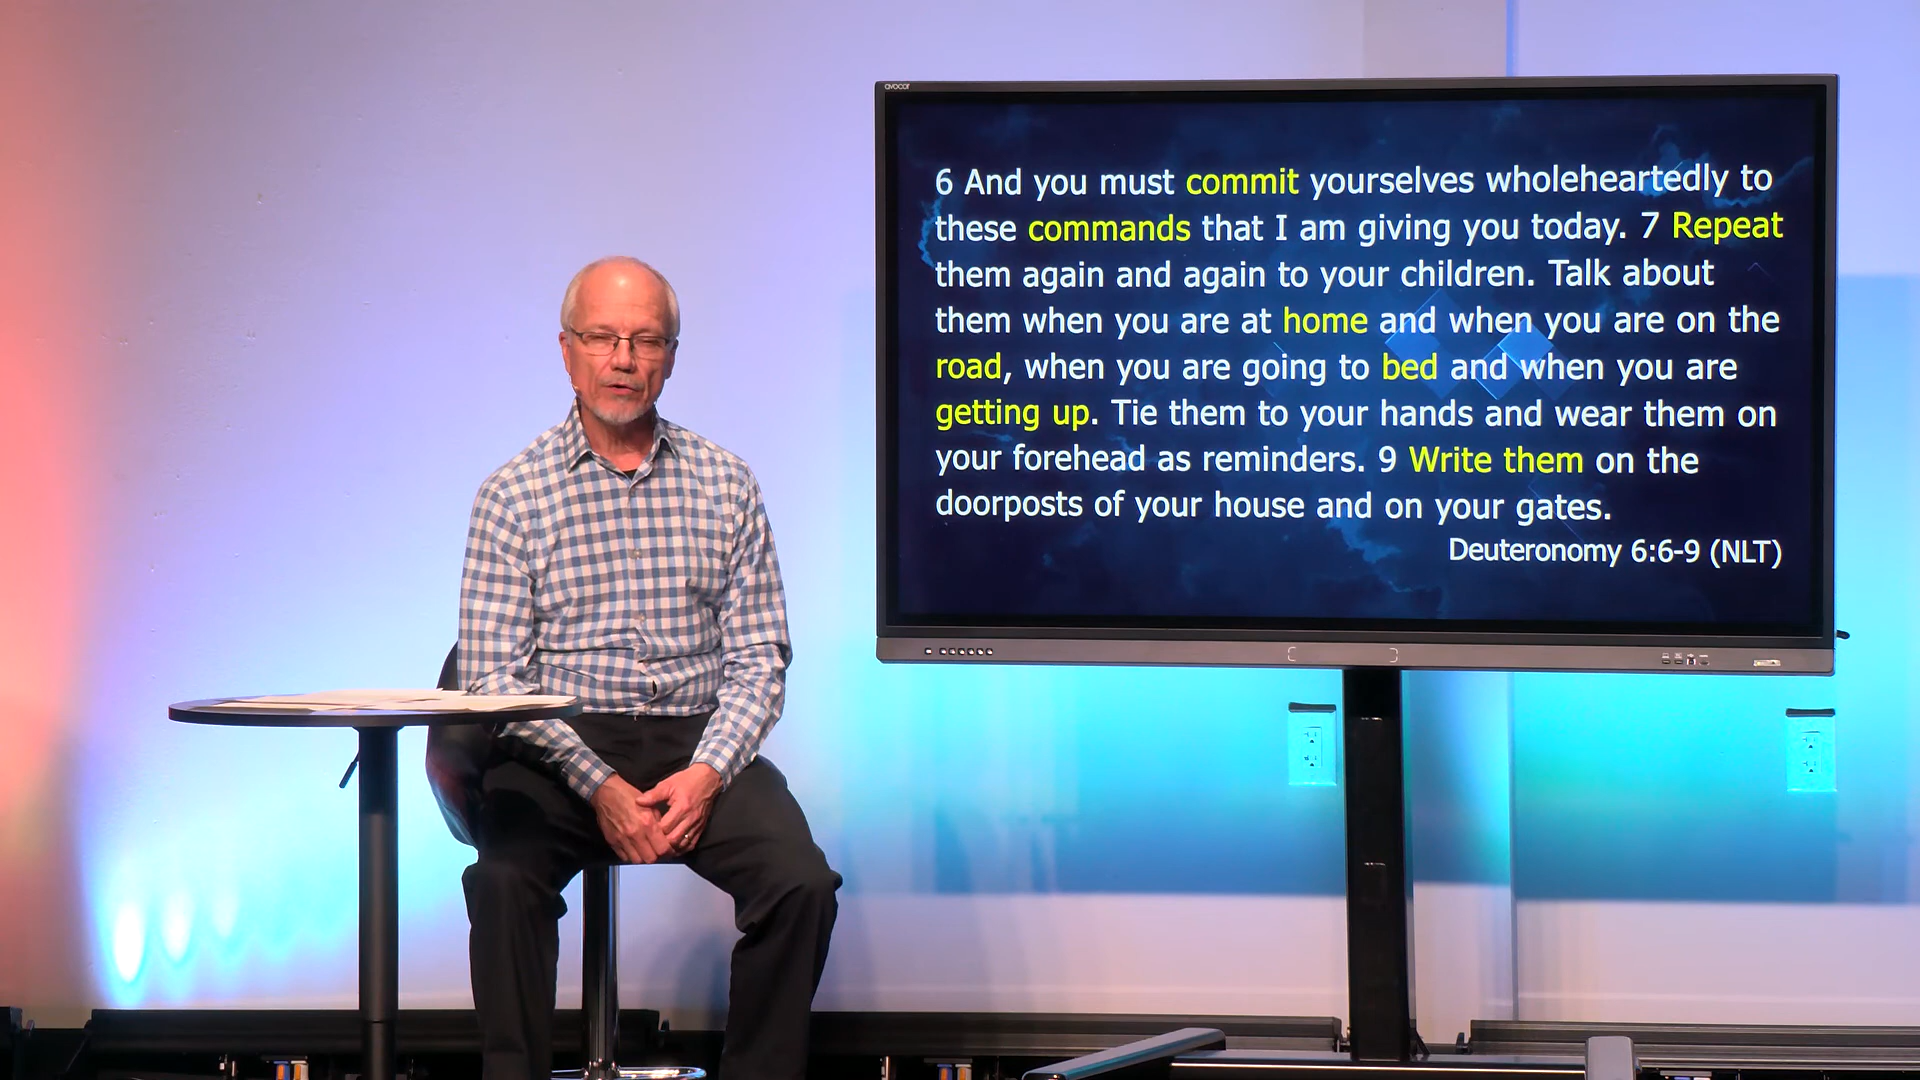 avocor
6 And you must commit yourselves wholeheartedly to
these commands that I am giving you today. 7 Repeat
them again and again to your children. Talk about
them when you are at home and when you are on the
road, when you are going to bed and when you are
getting up. Tie them to your hands and wear them on
your forehead as reminders. 9 Write them on the
doorposts of your house and on your gates.
Deuteronomy 6:6-9 (NLT)